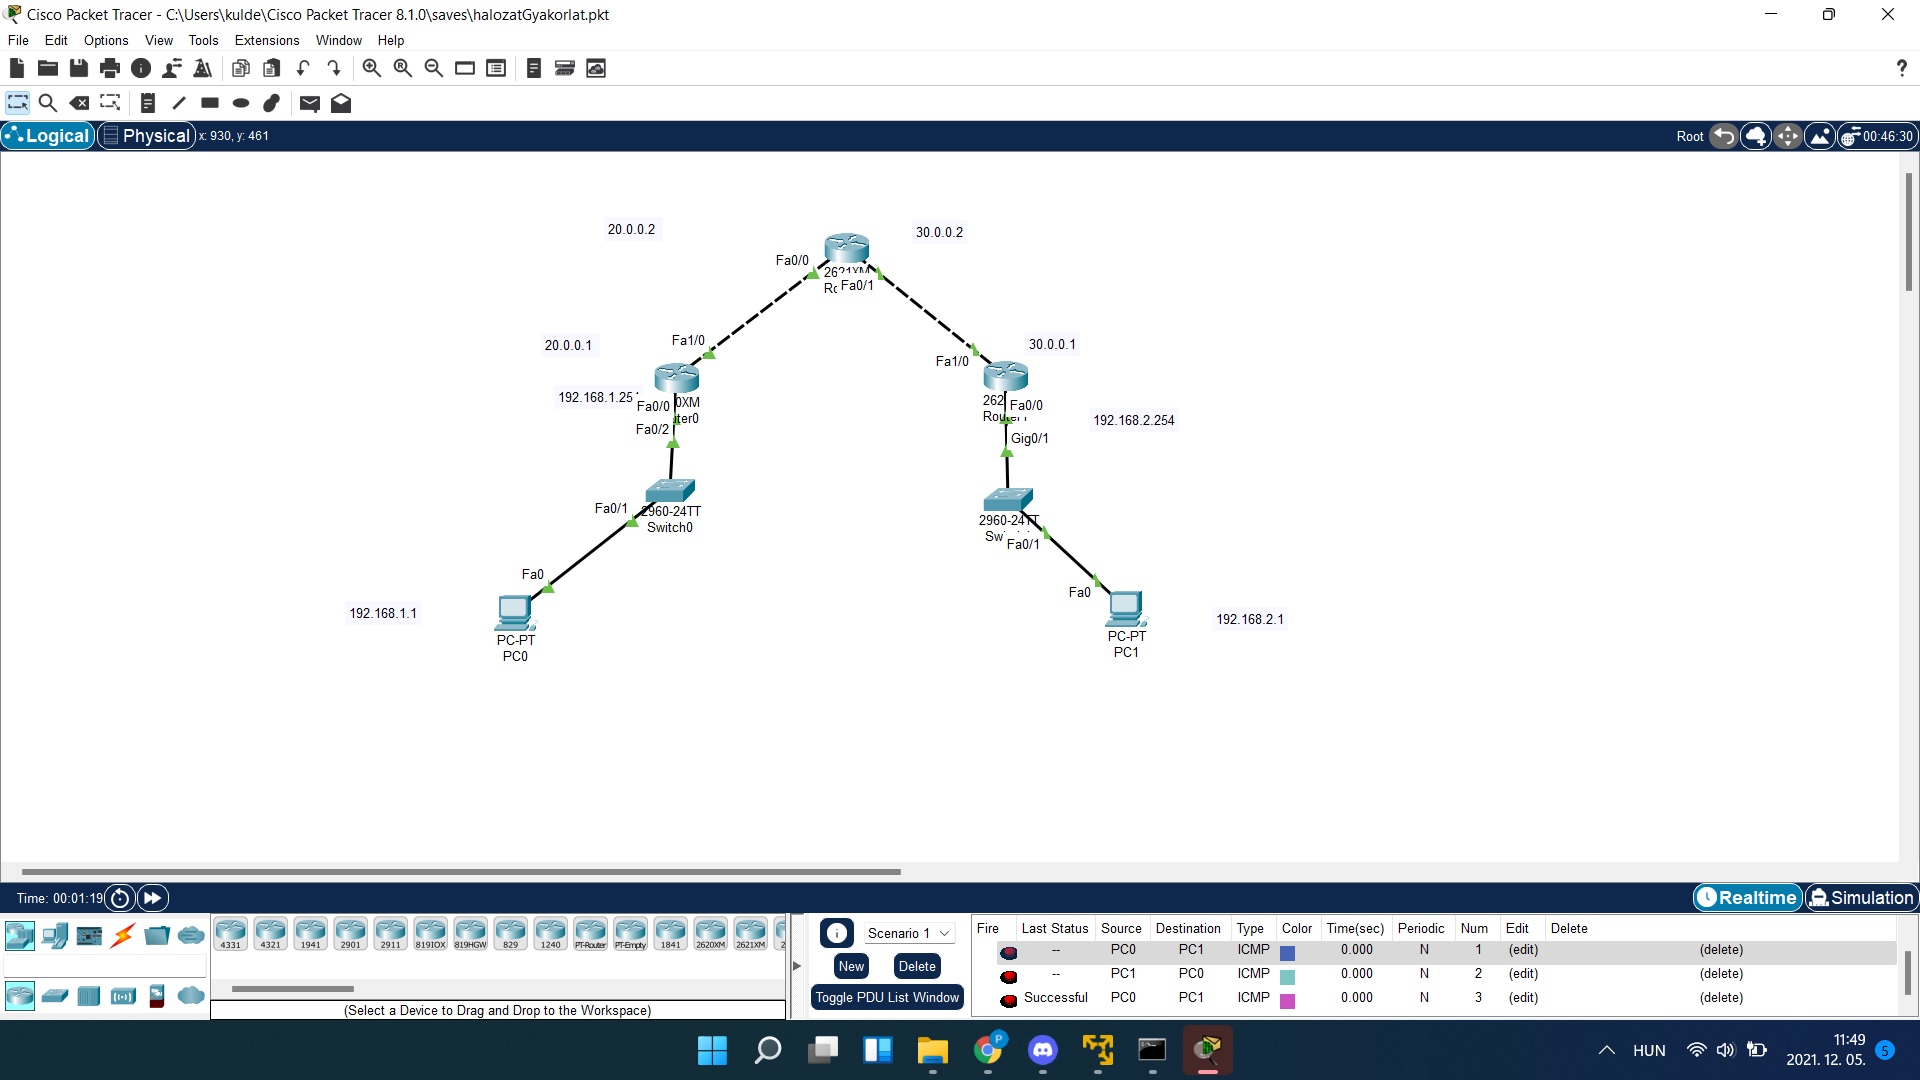 Cisco Packet Tracer - C:\Users\kulde\Cisco Packet Tracer 8.1.0\saves\halozatGyakorlat.pkt
File Edit Options View Tools Extensions Window Help
?
Logical Physical x: 930, y: 461 Root 00:46:30
20.0.0.2 30.0.0.2
Fa0/0
2621XM
Fa0/1
Fa1/0
20.0.0.1 30.0.0.1
Fa1/0
192.168.1.25
Fa0/0 0XM 262 Fa0/0
ter0
Fa0/2 192.168.2.254
Gig0/1
Fa0/1 2960-24TT
Switch0 2960-24TT
Sw Fa0/1
Fa0 Fa0
192.168.1.1 192.168.2.1
PC-PT PC-PT
PC0 PC1
Time: 00:01:19 Realtime Simulation
4331 4321 1941 2901 2911 819IOX 819HGW 829 1240 PT-Router PT-Empty 1841 2620XM 2621XM 2
(Select a Device to Drag and Drop to the Workspace)
Scenario 1
New Delete
Toggle PDU List Window
Fire Last Status Source Destination Type Color Time(sec) Periodic Num Edit Delete
-- PC0 PC1 ICMP 0.000 N 1 (edit) (delete)
-- PC1 PC0 ICMP 0.000 N 2 (edit) (delete)
Successful PC0 PC1 ICMP 0.000 N 3 (edit) (delete)
P
HUN 11:49
2021. 12. 05. 5